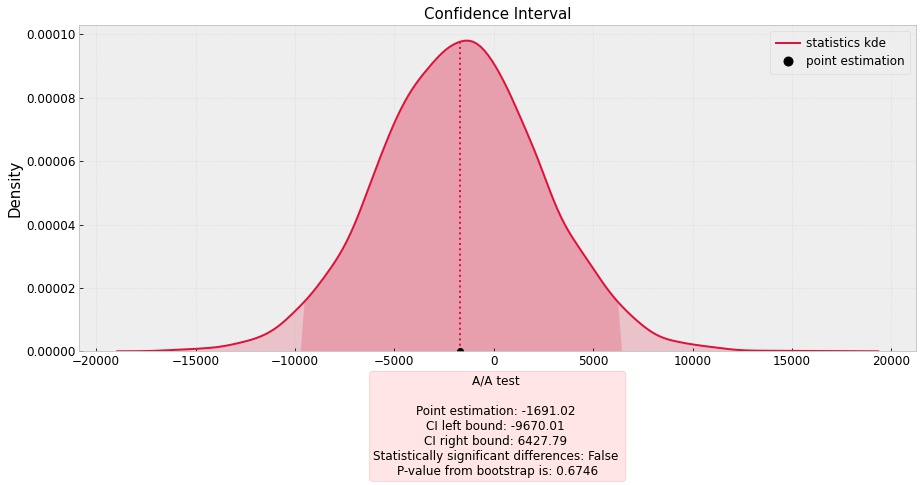 Confidence Interval
statistics kde
point estimation
Density
0.00010
0.00008
0.00006
0.00004
0.00002
0.00000
−20000 −15000 −10000 −5000 0 5000 10000 15000 20000
A/A test
Point estimation: -1691.02
CI left bound: -9670.01
CI right bound: 6427.79
Statistically significant differences: False
P-value from bootstrap is: 0.6746